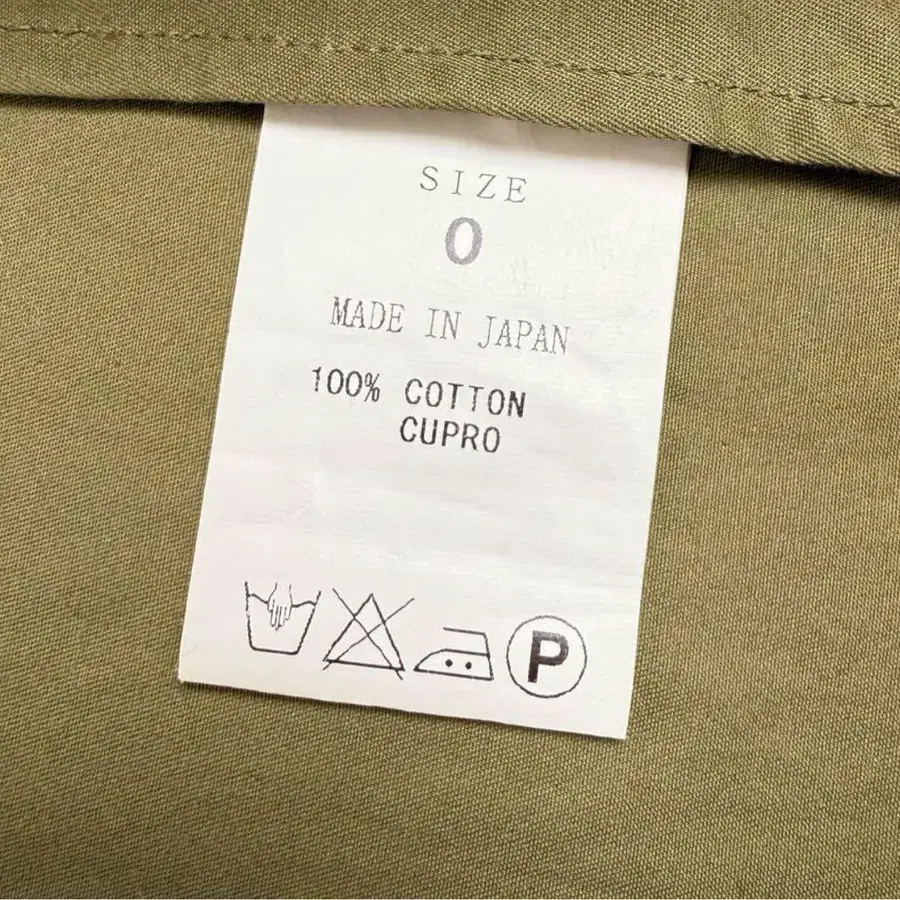 SIZE
0
MADE IN JAPAN
100% COTTON
CUPRO
P